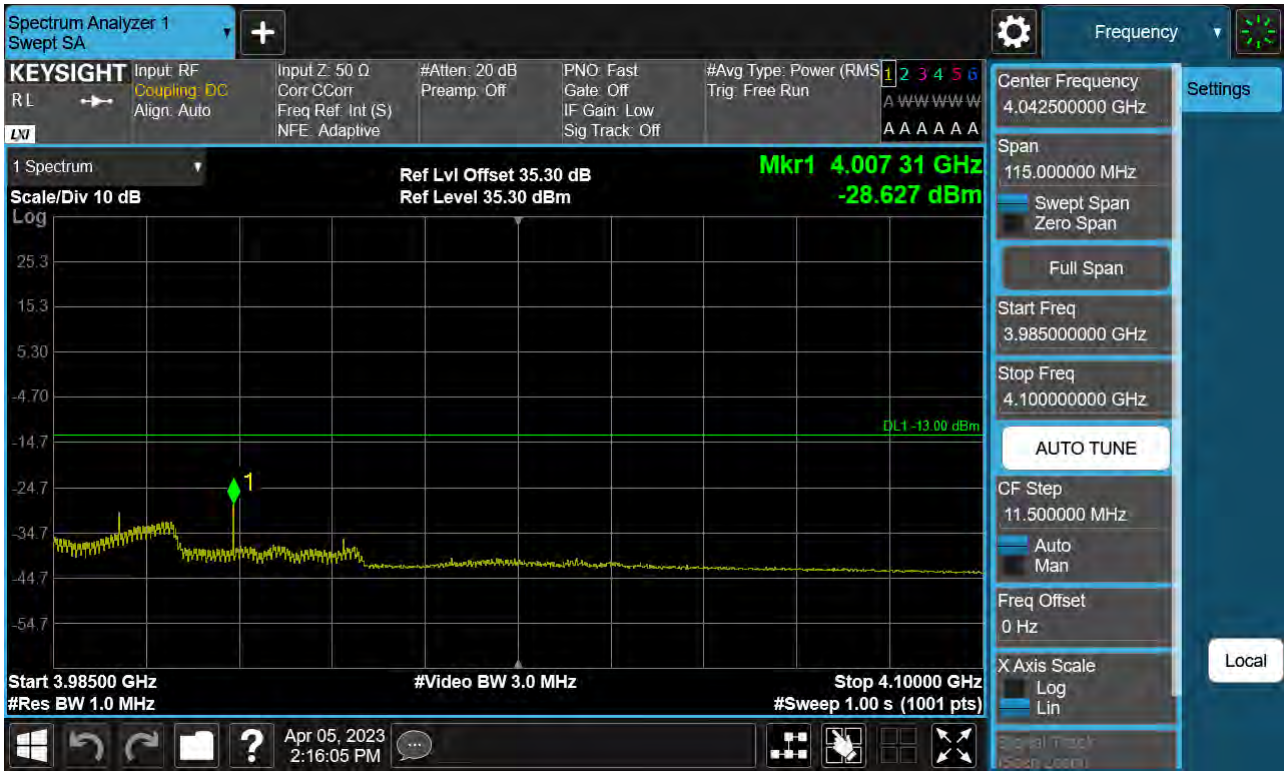 Spectrum Analyzer 1
Swept SA
+
Frequency
KEYSIGHT
RL
LXI
Input: RF
Coupling: DC
Align: Auto
Input Z: 50 Ω
Corr CCorr
Freq Ref: Int (S)
NFE: Adaptive
#Atten: 20 dB
Preamp: Off
PNO: Fast
Gate: Off
IF Gain: Low
Sig Track: Off
#Avg Type: Power (RMS
Trig: Free Run
1 2 3 4 5 6
A W W W W W
A A A A A A
1 Spectrum
Scale/Div 10 dB
Log
Ref Lvl Offset 35.30 dB
Ref Level 35.30 dBm
Mkr1 4.007 31 GHz
-28.627 dBm
25.3
15.3
5.30
-4.70
-14.7
-24.7
-34.7
-44.7
-54.7
DL1 -13.00 dBm
1
Start 3.98500 GHz
#Res BW 1.0 MHz
#Video BW 3.0 MHz
Stop 4.10000 GHz
#Sweep 1.00 s (1001 pts)
Center Frequency
4.042500000 GHz
Span
115.000000 MHz
Swept Span
Zero Span
Full Span
Start Freq
3.985000000 GHz
Stop Freq
4.100000000 GHz
AUTO TUNE
CF Step
11.500000 MHz
Auto
Man
Freq Offset
0 Hz
X Axis Scale
Log
Lin
Signal Track
(Span Zoom)
Settings
Local
?
Apr 05, 2023
2:16:05 PM